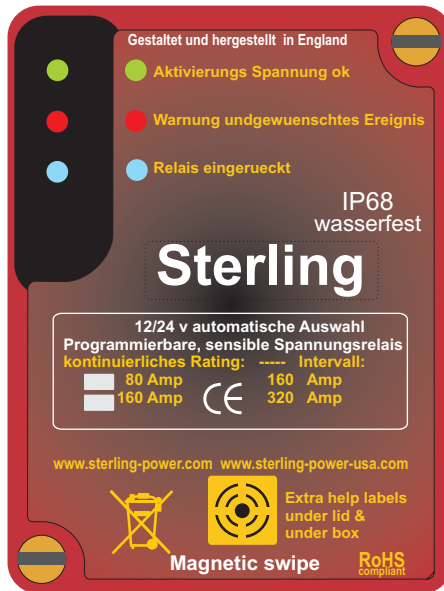 Gestaltet und hergestellt in England
Aktivierungs Spannung ok
Warnung undgewuenschtes Ereignis
Relais eingerueckt
IP68
wasserfest
Sterling
12/24 v automatische Auswahl
Programmierbare, sensible Spannungsrelais
kontinuierliches Rating: ----- Intervall:
80 Amp 160 Amp
160 Amp CE 320 Amp
www.sterling-power.com www.sterling-power-usa.com
Extra help labels
under lid &
under box
Magnetic swipe
RoHS
compliant